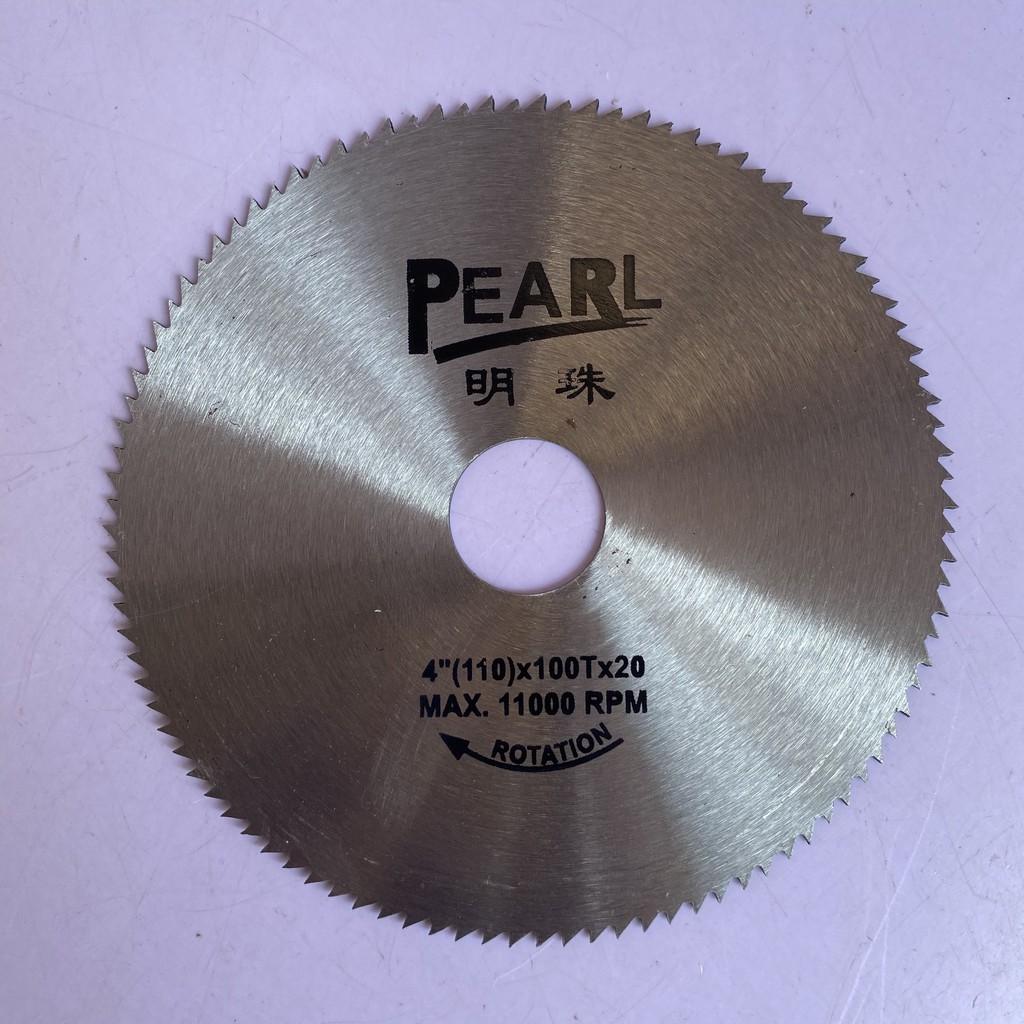 PEARL
明 珠
4"(110)x100Tx20
MAX. 11000 RPM
ROTATION